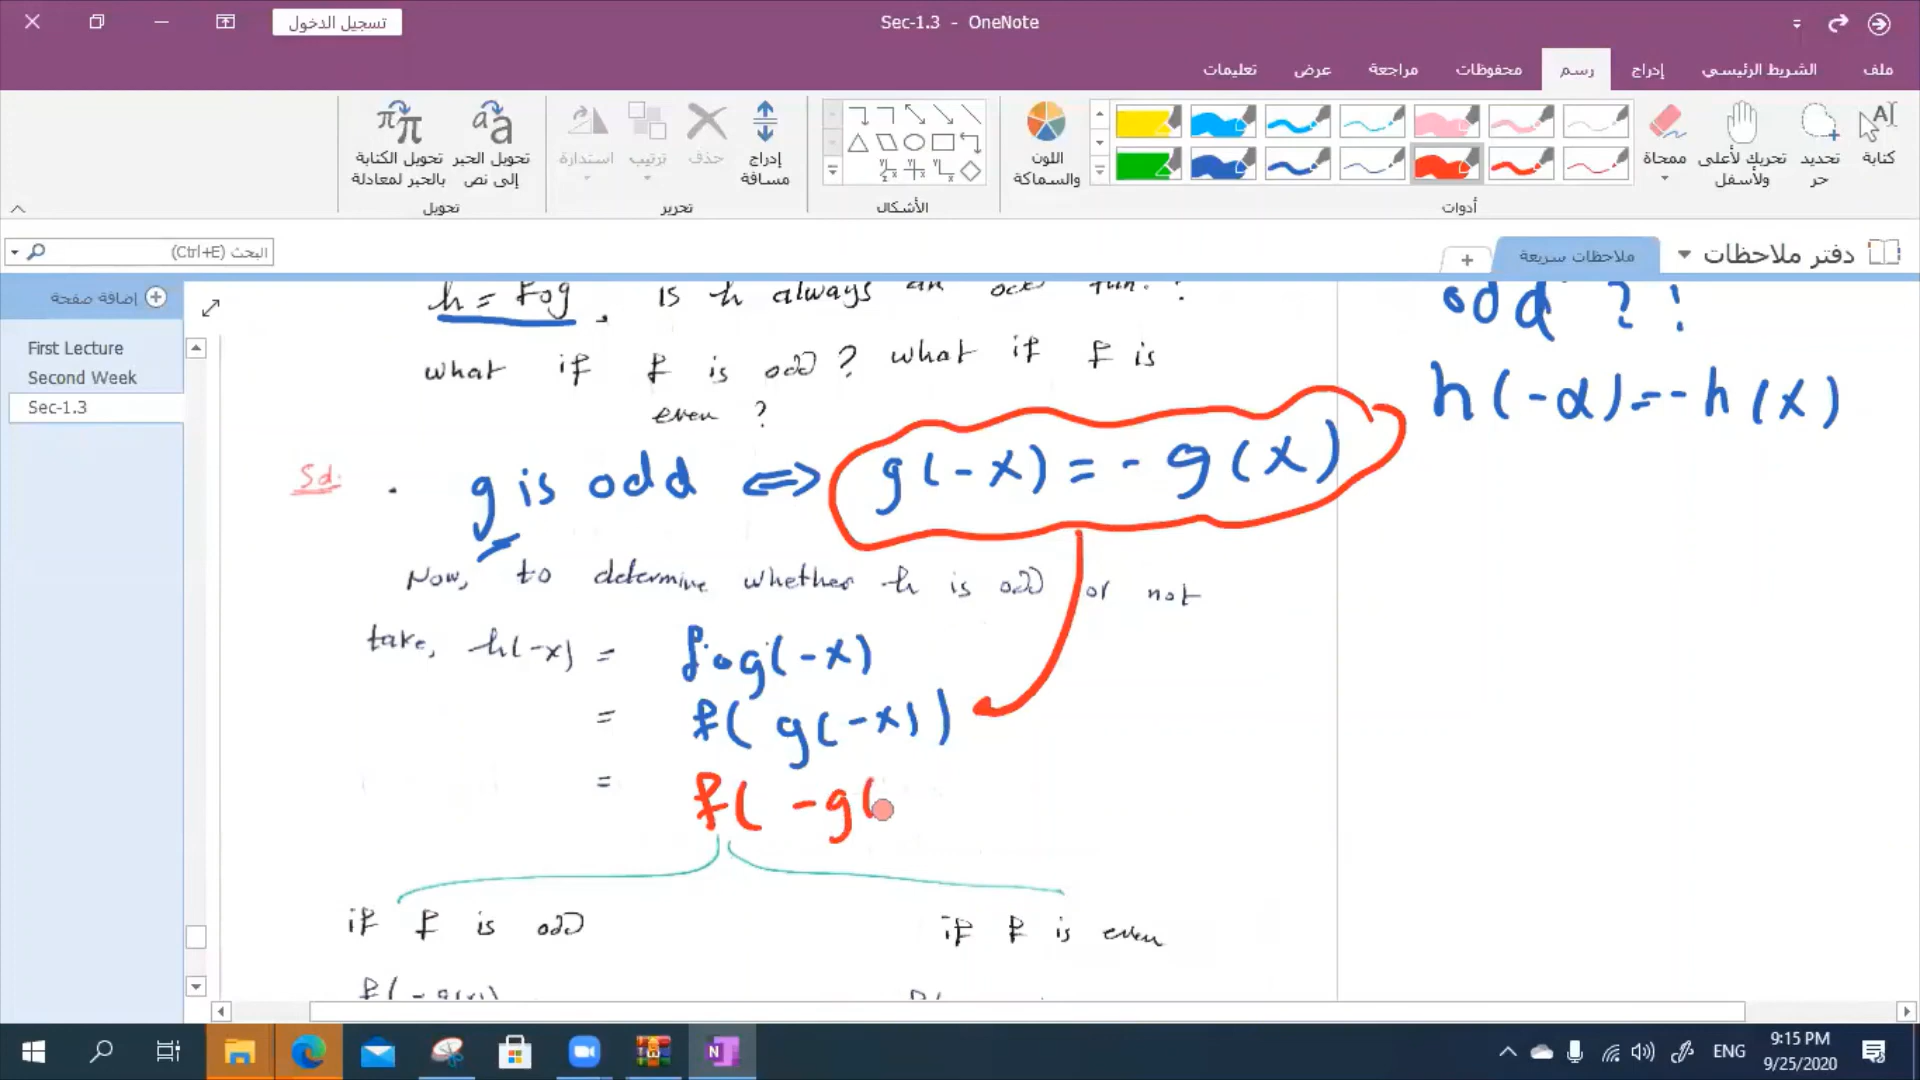 تسجيل الدخول
Sec-1.3 - OneNote
ملف
الشريط الرئيسي
إدراج
رسم
محفوظات
مراجعة
عرض
تعليمات
كتابة
تحديد حر
تحريك لأعلى ولأسفل
ممحاة
أدوات
اللون والسماكة
الأشكال
إدراج مساقة
حذف
ترتيب
استدارة
تحرير
تحويل الحبر إلى نص
تحويل الكتابة بالحبر لمعادلة
تحويل
دفتر ملاحظات
ملاحظات سريعة
البحث (Ctrl+E)
إضافة صفحة
First Lecture
Second Week
Sec-1.3
h = fog . is h always an odd fun. ?
what if f is odd ? what if f is
even ?
odd ? !
h(-α) = -h(x)
Sol. . g is odd ⇔ g(-x) = -g(x)
Now, to determine whether h is odd or not
take, h(-x) = fog(-x)
= f( g(-x))
= f( -g(
if f is odd
if f is even
f(-g(x))
ENG
9:15 PM
9/25/2020